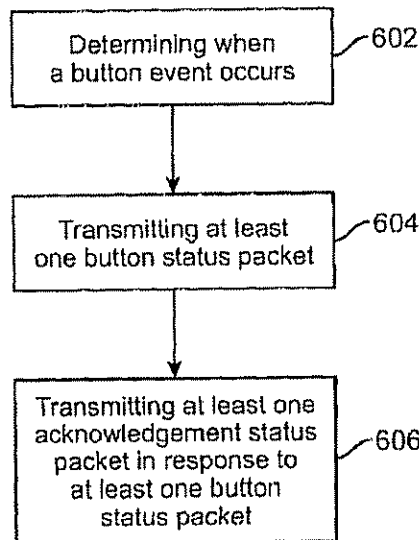 Determining when
a button event occurs
602
Transmitting at least
one button status packet
604
Transmitting at least one
acknowledgement status
packet in response to
at least one button
status packet
606